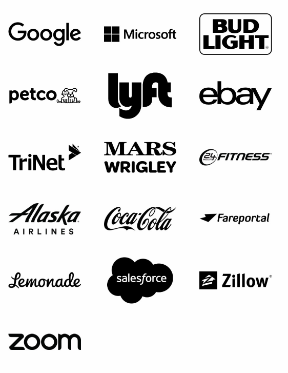 Google
Microsoft
BUD
LIGHT
petco
lyft
ebay
TriNet
MARS
WRIGLEY
24 FITNESS
Alaska
AIRLINES
Coca-Cola
Fareportal
Lemonade
salesforce
Zillow
zoom